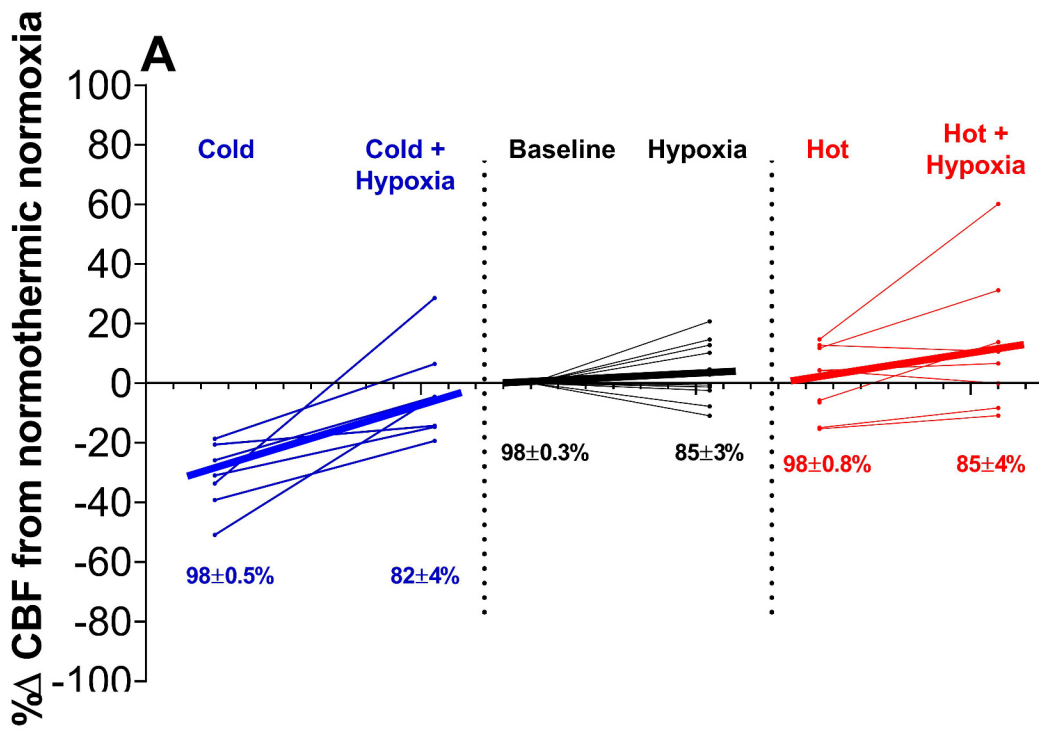 A
%Δ CBF from normothermic normoxia
100
80
60
40
20
0
-20
-40
-60
-80
-100
Cold
Cold +
Hypoxia
Baseline
Hypoxia
Hot
Hot +
Hypoxia
98±0.5%
82±4%
98±0.3%
85±3%
98±0.8%
85±4%